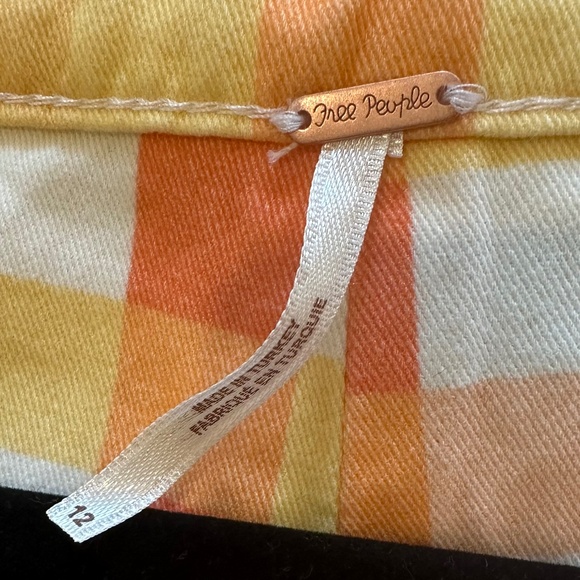 Free People
MADE IN TURKEY
FABRIQUE EN TURQUIE
12